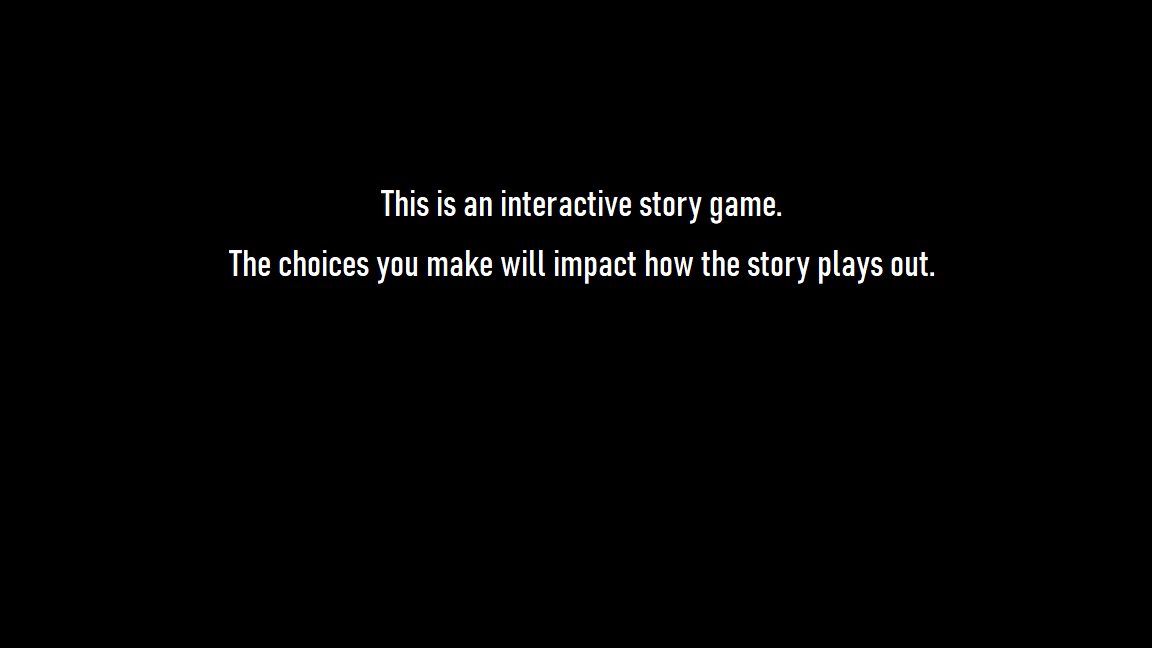 This is an interactive story game.
The choices you make will impact how the story plays out.